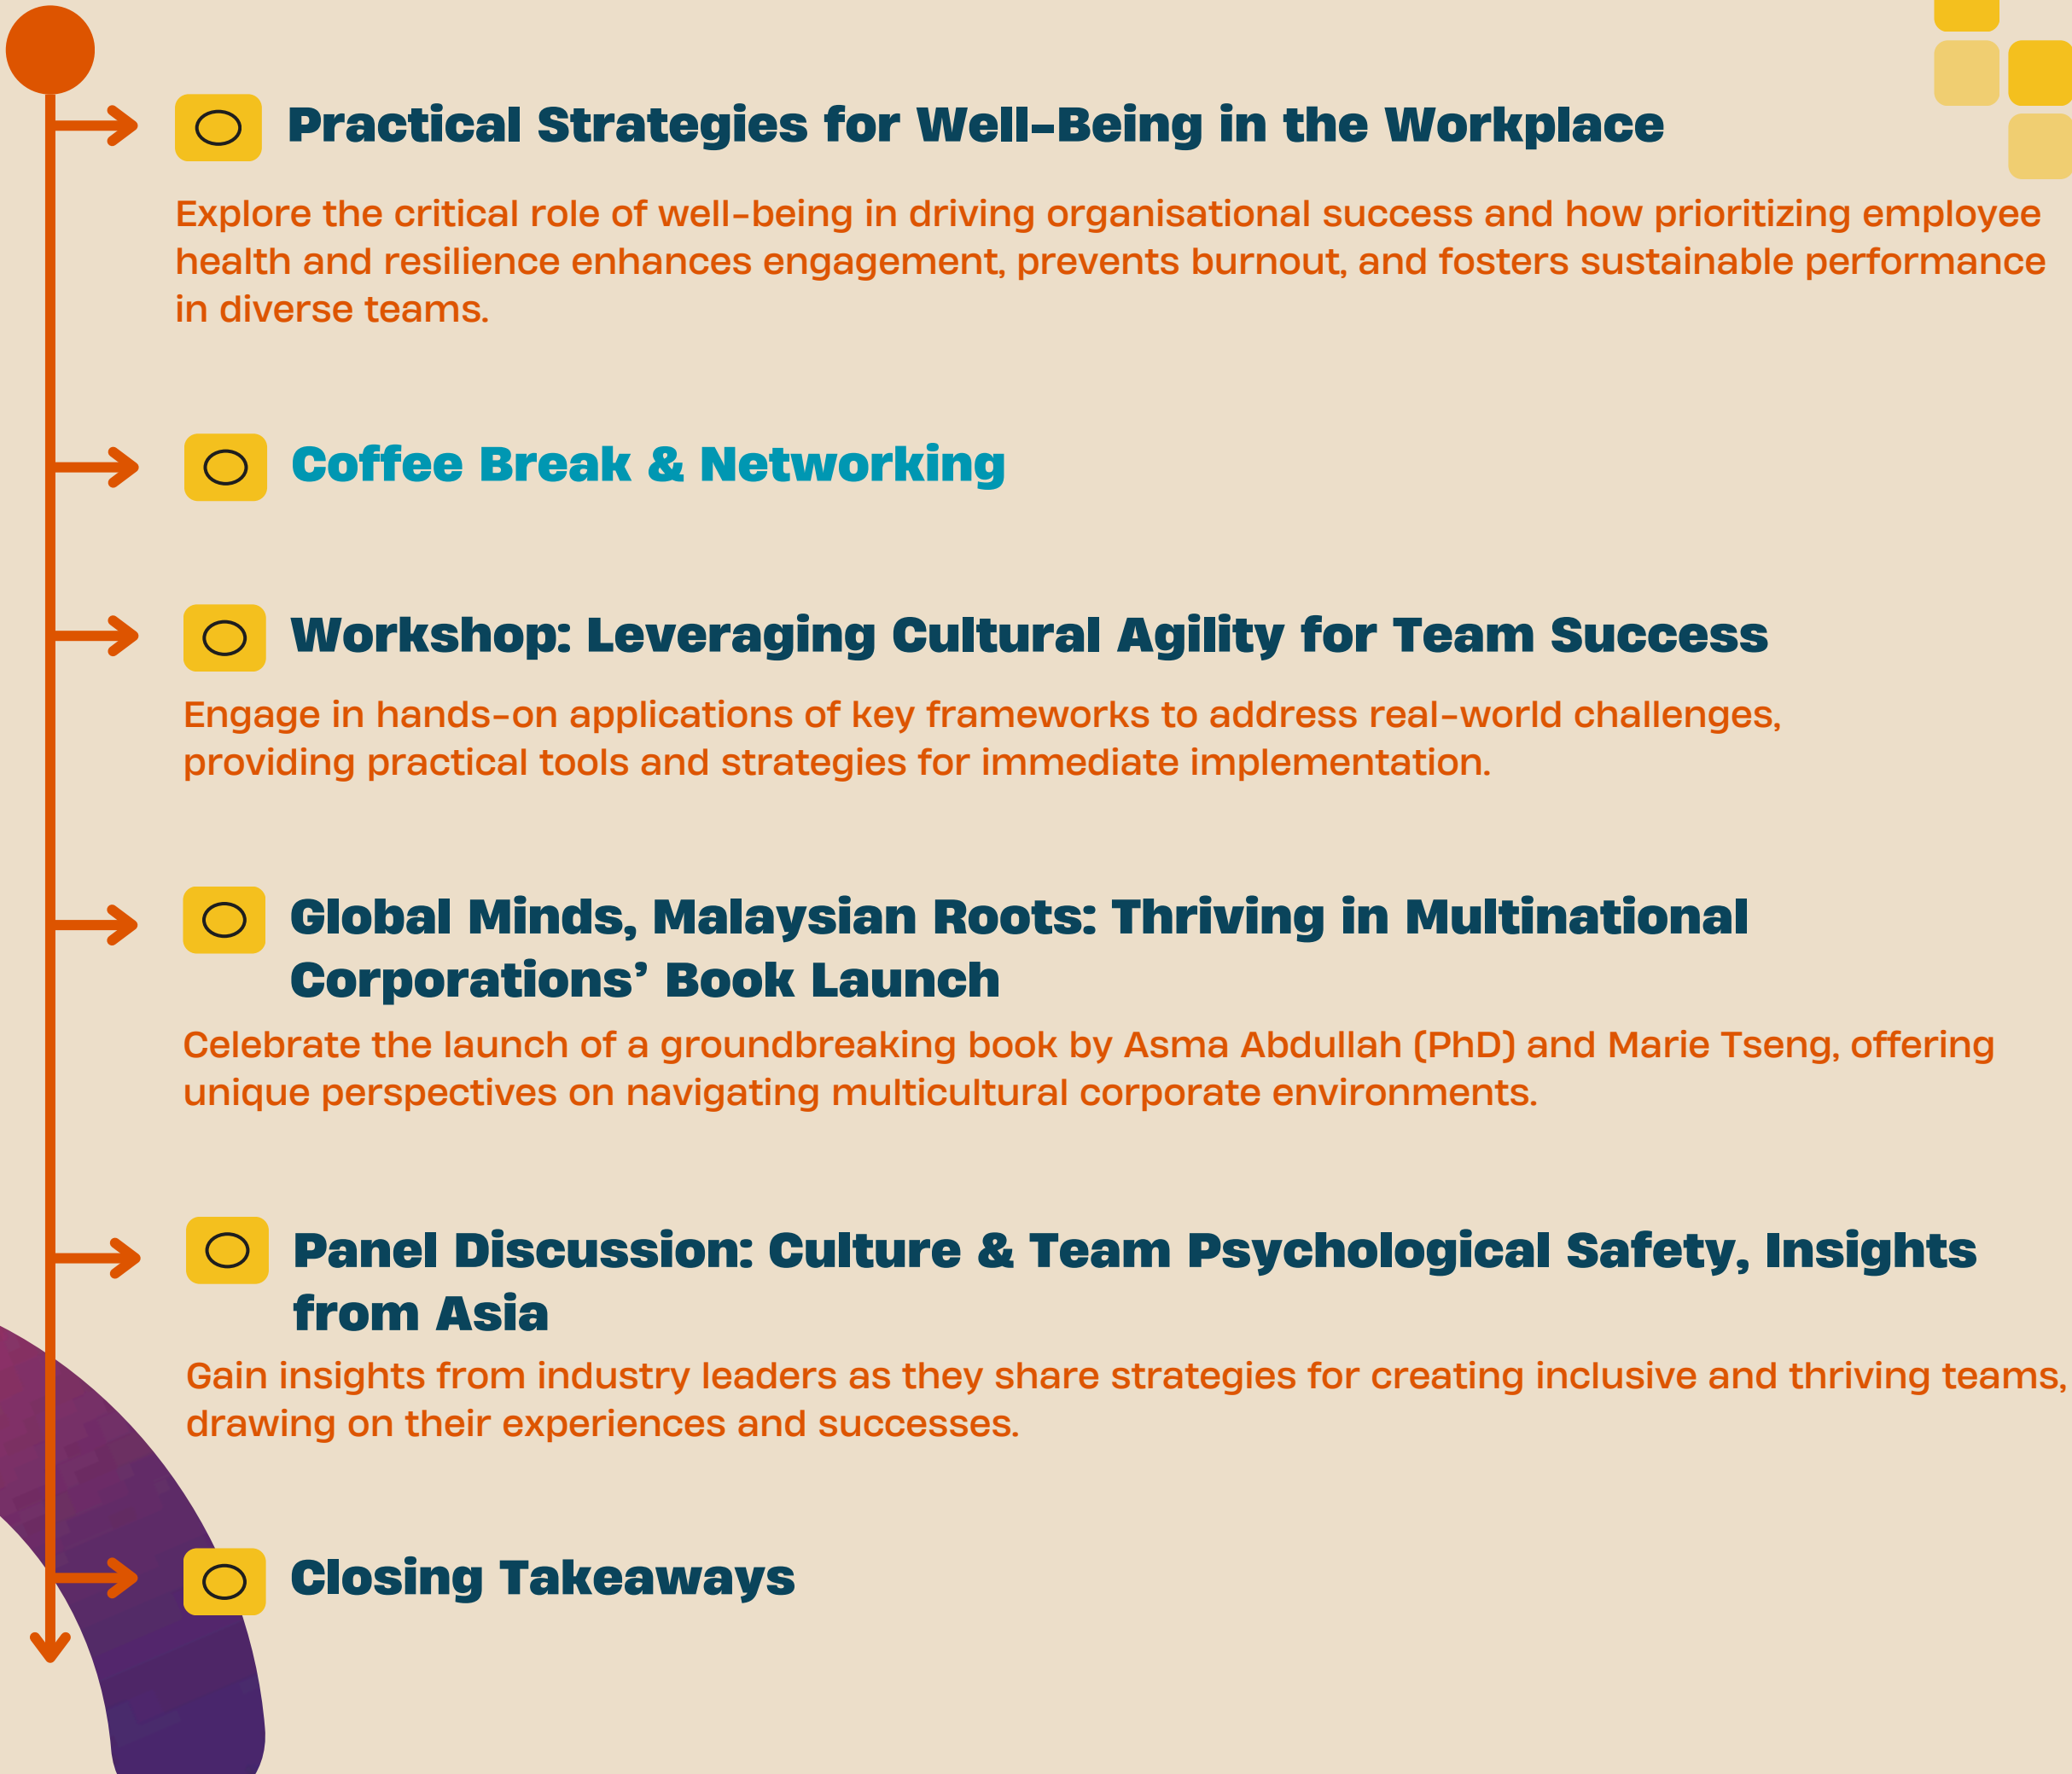 Practical Strategies for Well-Being in the Workplace
Explore the critical role of well-being in driving organisational success and how prioritizing employee
health and resilience enhances engagement, prevents burnout, and fosters sustainable performance
in diverse teams.
Coffee Break & Networking
Workshop: Leveraging Cultural Agility for Team Success
Engage in hands-on applications of key frameworks to address real-world challenges,
providing practical tools and strategies for immediate implementation.
Global Minds, Malaysian Roots: Thriving in Multinational
Corporations’ Book Launch
Celebrate the launch of a groundbreaking book by Asma Abdullah (PhD) and Marie Tseng, offering
unique perspectives on navigating multicultural corporate environments.
Panel Discussion: Culture & Team Psychological Safety, Insights
from Asia
Gain insights from industry leaders as they share strategies for creating inclusive and thriving teams,
drawing on their experiences and successes.
Closing Takeaways